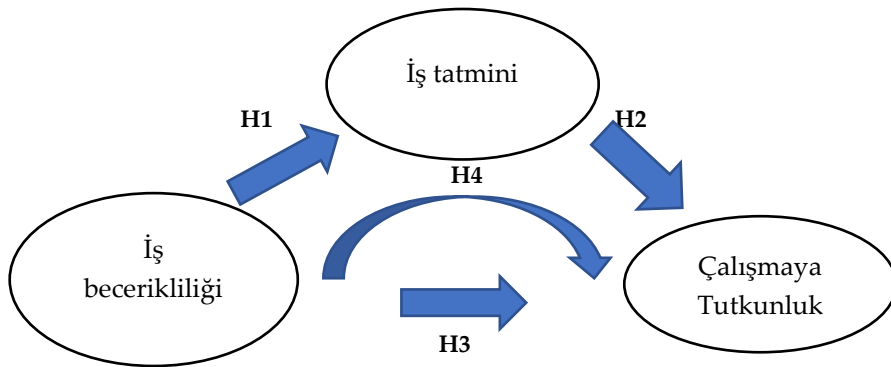 İş tatmini
H1
H2
H4
İş
becerikliliği
Çalışmaya
Tutkunluk
H3